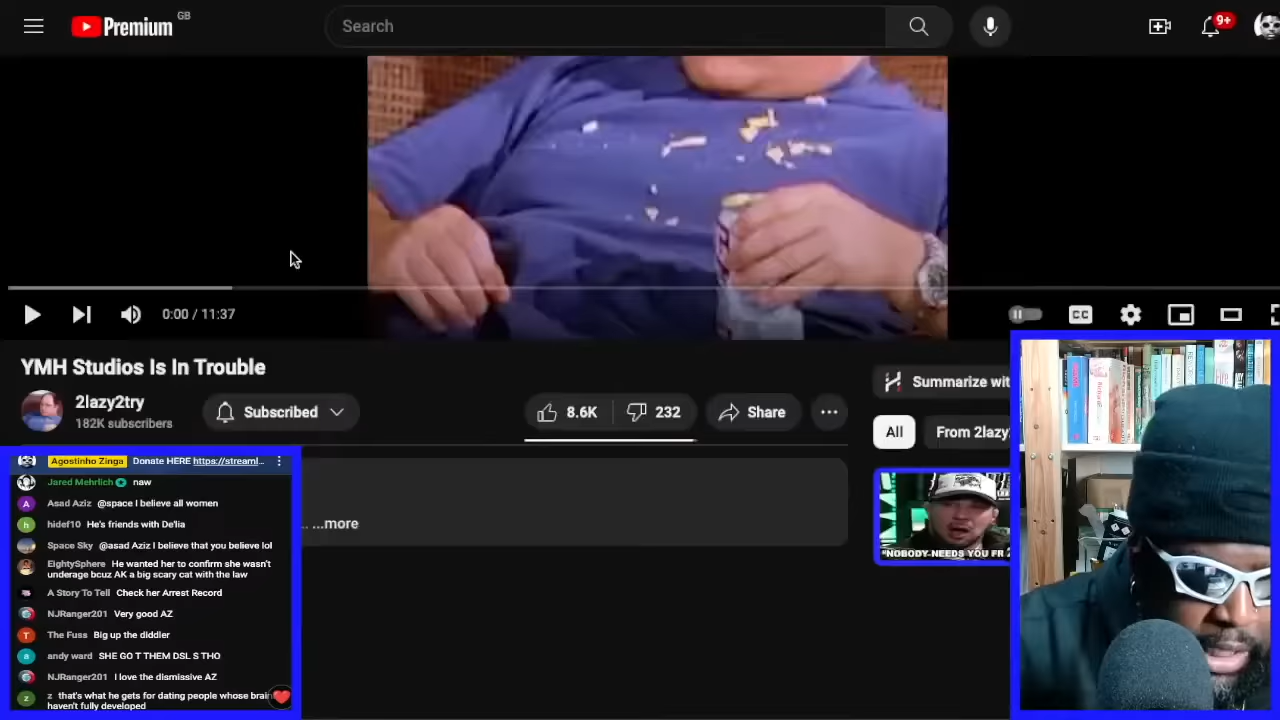 Premium GB
Search
9+
0:00 / 11:37
CC
YMH Studios Is In Trouble
2lazy2try
182K subscribers
Subscribed
8.6K
232
Share
Summarize wit
All
From 2lazy
.. ...more
"NOBODY NEEDS YOU FR
Agostinho Zinga Donate HERE https://streaml...
Jared Mehrlich naw
A Asad Aziz @space I believe all women
h hidef10 He's friends with De'lia
Space Sky @asad Aziz I believe that you believe lol
EightySphere He wanted her to confirm she wasn't
underage bcuz AK a big scary cat with the law
A Story To Tell Check her Arrest Record
NJRanger201 Very good AZ
T The Fuss Big up the diddler
a andy ward SHE GO T THEM DSL S THO
NJRanger201 I love the dismissive AZ
z z that's what he gets for dating people whose brain
haven't fully developed